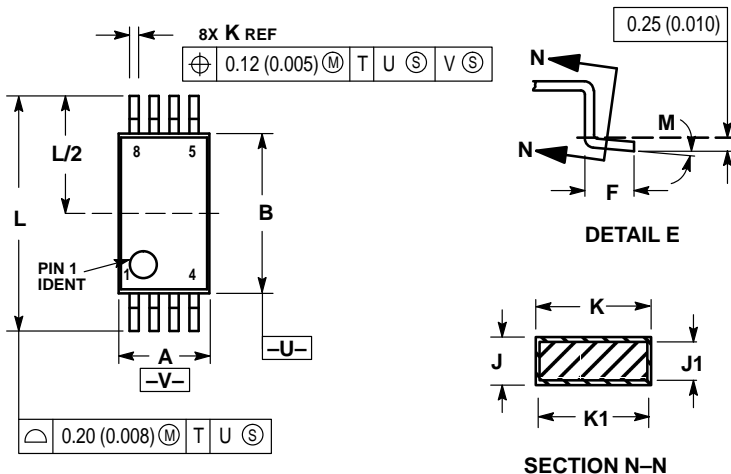 8X K REF
⌖ 0.12 (0.005) Ⓜ T U Ⓢ V Ⓢ
0.25 (0.010)
N
M
N
F
DETAIL E
L/2
L
8 5
B
PIN 1
IDENT
1 4
A
–V–
–U–
⌓ 0.20 (0.008) Ⓜ T U Ⓢ
K
J
J1
K1
SECTION N–N